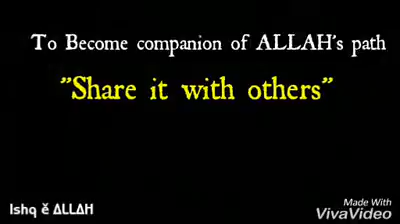 To Become companion of ALLAH's path
"Share it with others"
Ishq ĕ ALLAH
Made With
VivaVideo